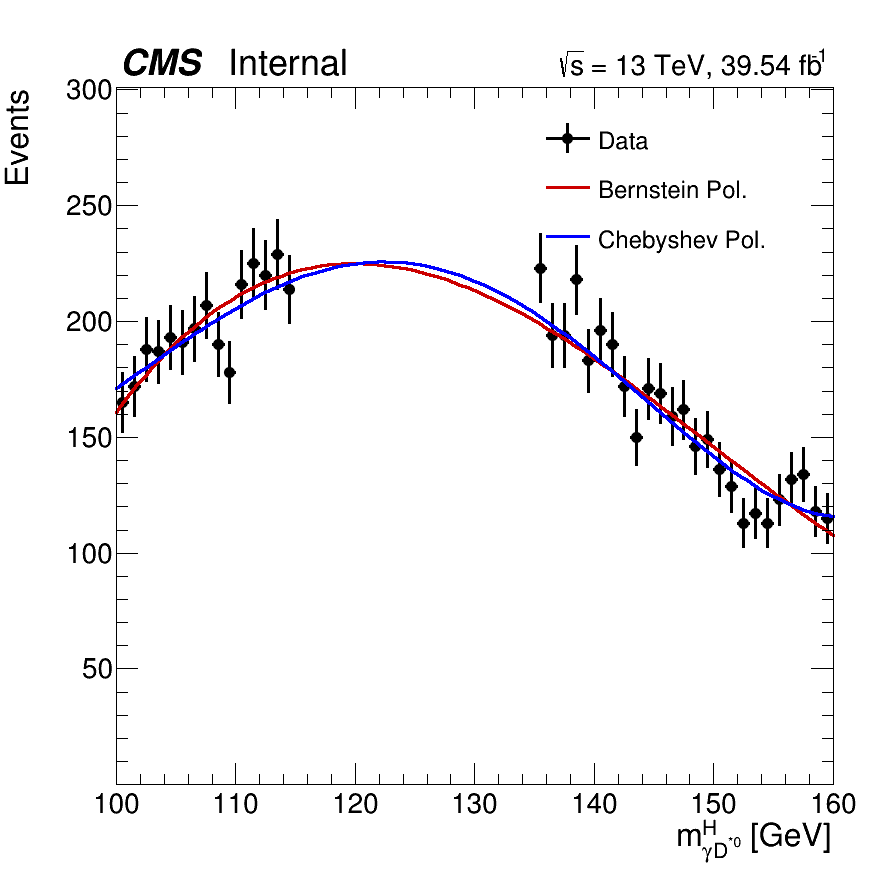 CMS Internal
√s = 13 TeV, 39.54 fb⁻¹
Events
300
250
200
150
100
50
Data
Bernstein Pol.
Chebyshev Pol.
100 110 120 130 140 150 160
m^H_γD*0 [GeV]